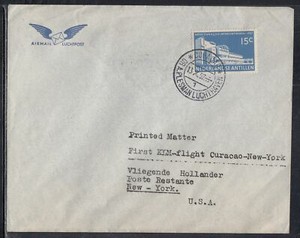 AIRMAIL LUCHTPOST
15c
NEDERLANDSE ANTILLEN
Printed Matter
First KLM-flight Curacao-New-York
Vliegende Hollander
Poste Restante
New - York.
U.S.A.